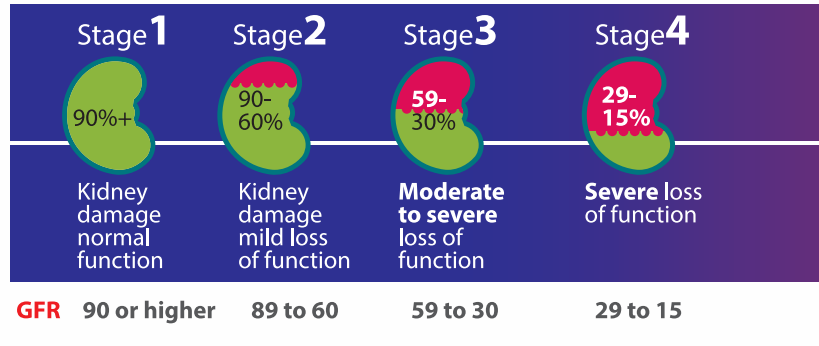 Stage1
90%+
Kidney
damage
normal
function
Stage2
90-
60%
Kidney
damage
mild loss
of function
Stage3
59-
30%
Moderate
to severe
loss of
function
Stage4
29-
15%
Severe loss
of function
GFR 90 or higher 89 to 60 59 to 30 29 to 15